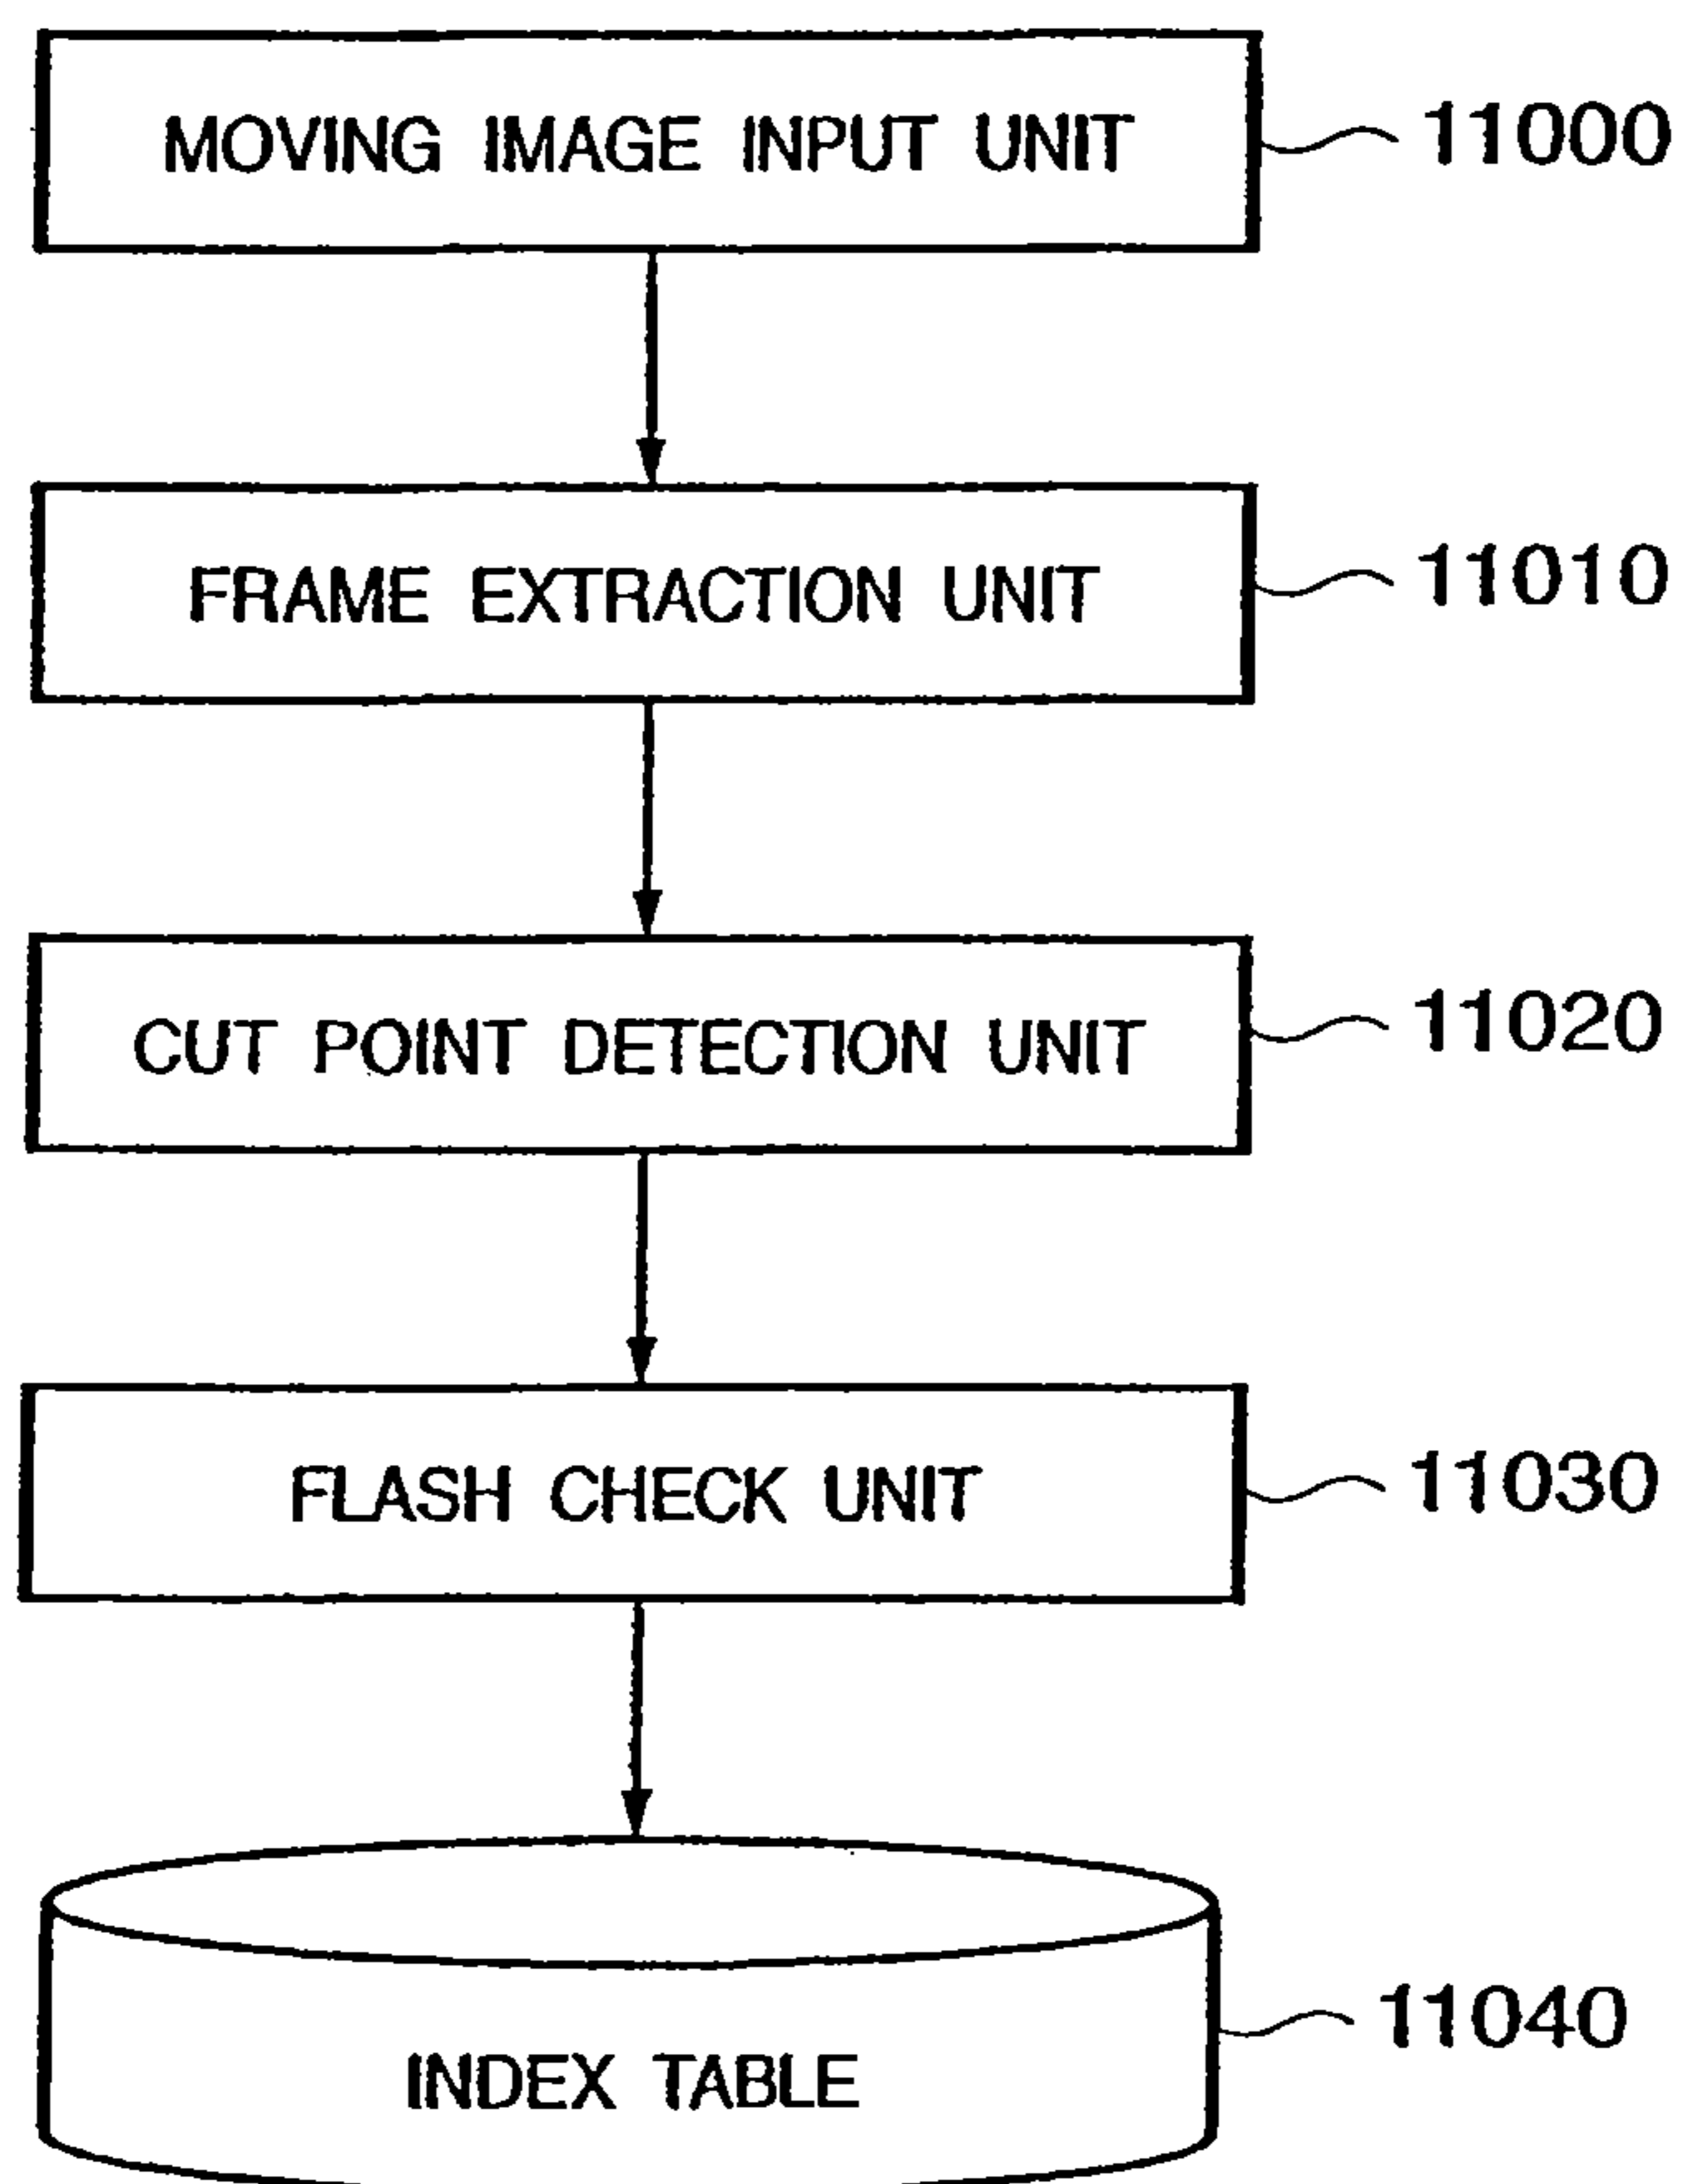 MOVING IMAGE INPUT UNIT 11000
FRAME EXTRACTION UNIT 11010
CUT POINT DETECTION UNIT 11020
FLASH CHECK UNIT 11030
INDEX TABLE 11040